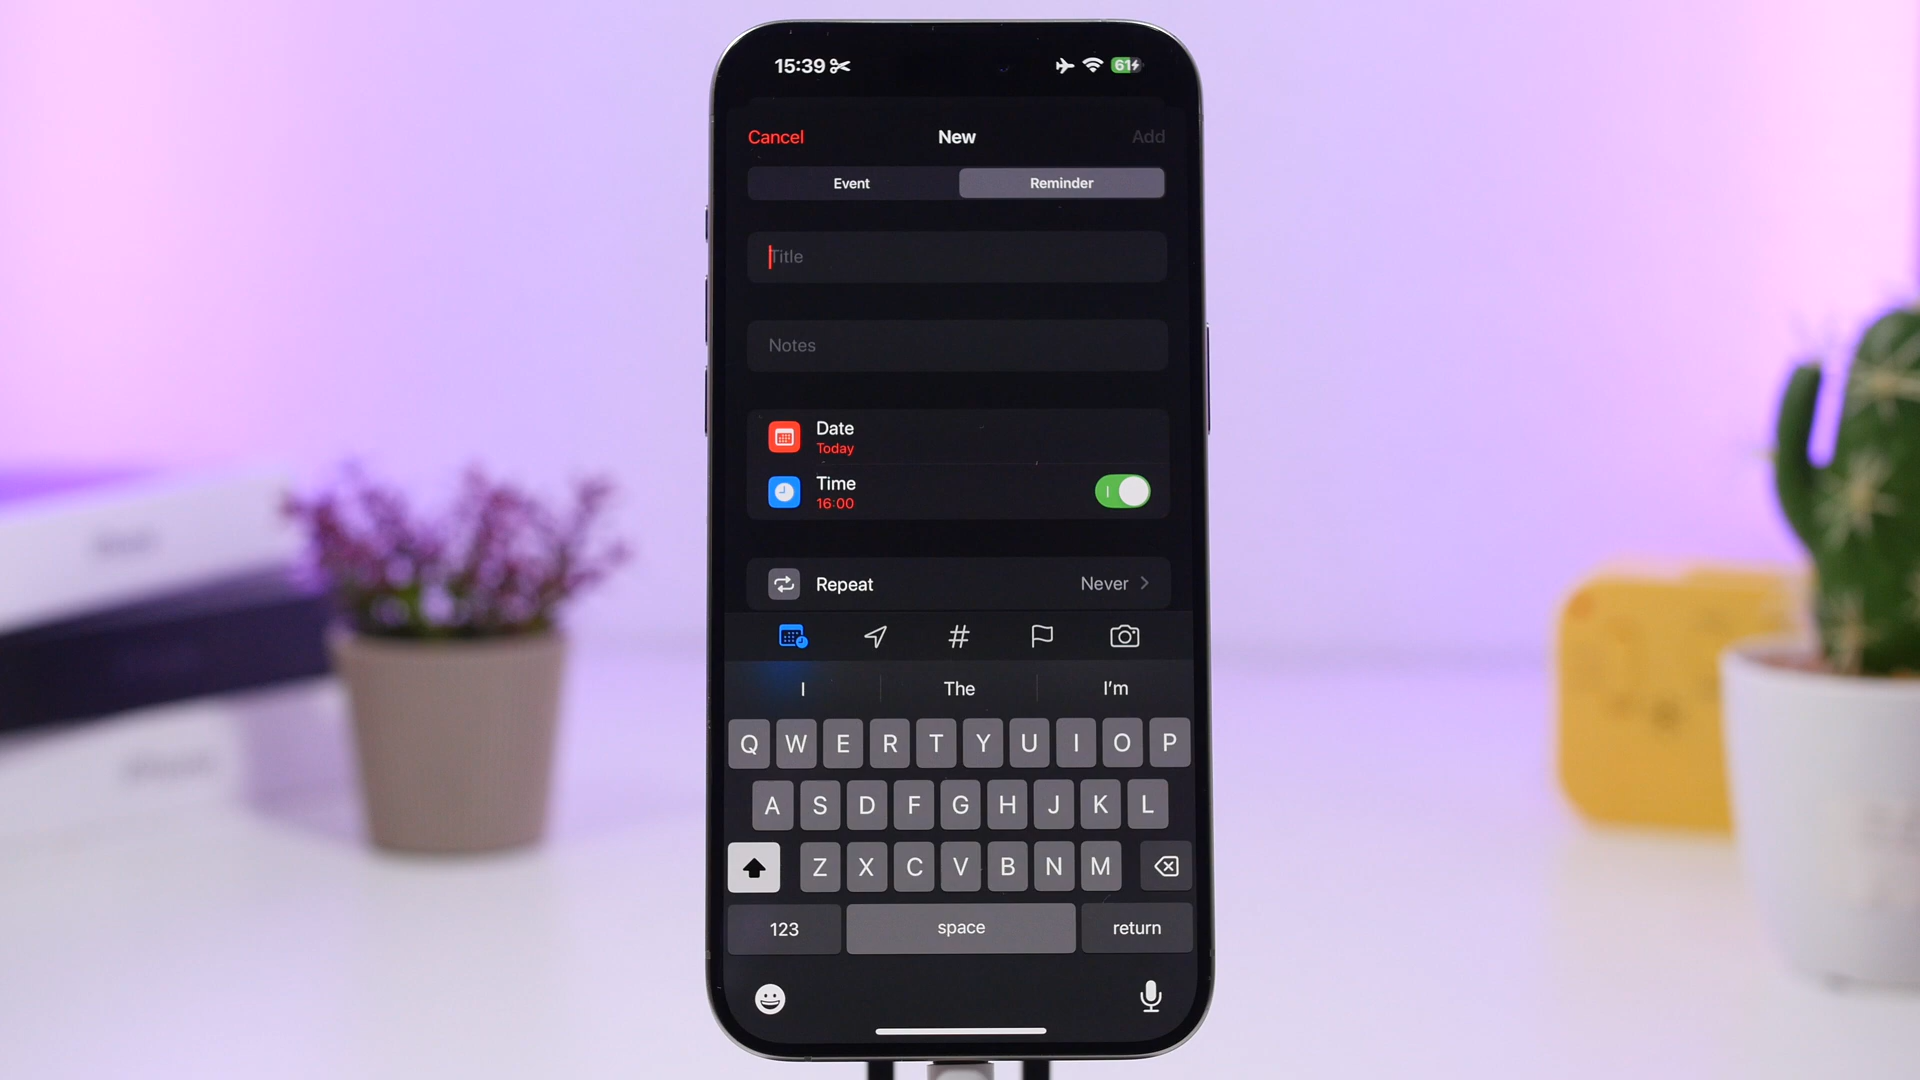 15:39
61
Cancel
New
Add
Event
Reminder
Title
Notes
Date
Today
Time
16:00
Repeat
Never
#
I
The
I'm
Q W E R T Y U I O P
A S D F G H J K L
Z X C V B N M
123
space
return